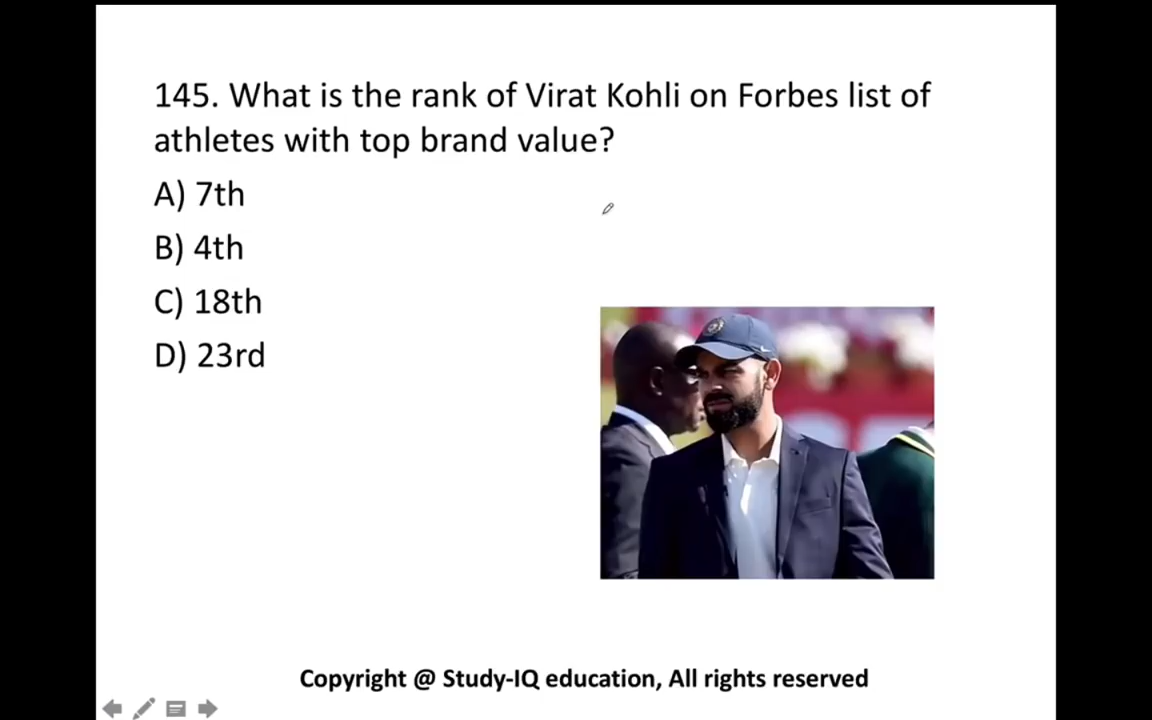 145. What is the rank of Virat Kohli on Forbes list of
athletes with top brand value?
A) 7th
B) 4th
C) 18th
D) 23rd
Copyright @ Study-IQ education, All rights reserved